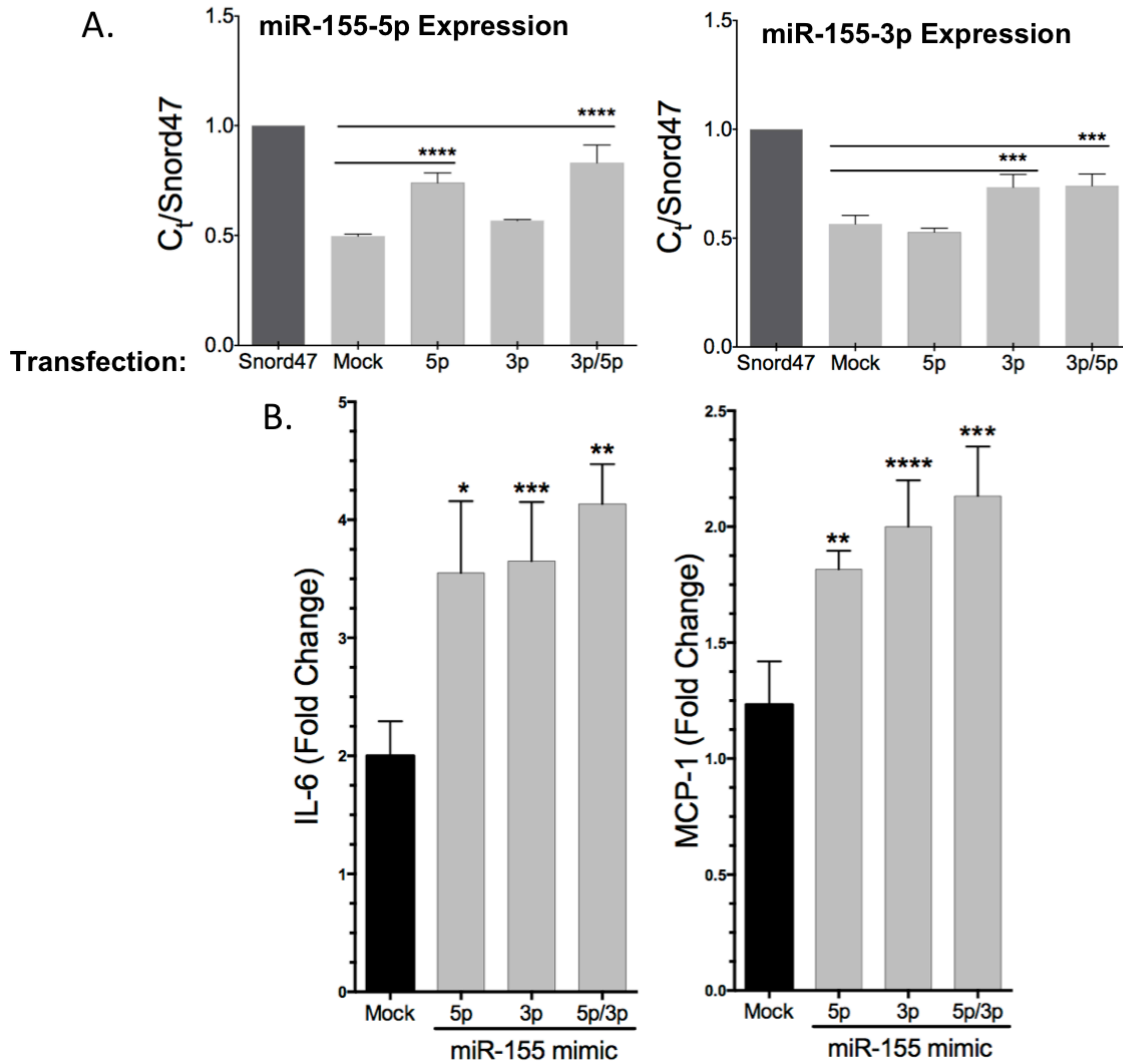 A.
miR-155-5p Expression
miR-155-3p Expression
Ct/Snord47
1.5
1.0
0.5
0.0
****
****
Ct/Snord47
1.5
1.0
0.5
0.0
***
***
Transfection:
Snord47 Mock 5p 3p 3p/5p
Snord47 Mock 5p 3p 3p/5p
B.
IL-6 (Fold Change)
5
4
3
2
1
0
* *** **
Mock 5p 3p 5p/3p
miR-155 mimic
MCP-1 (Fold Change)
2.5
2.0
1.5
1.0
0.5
0.0
** **** ***
Mock 5p 3p 5p/3p
miR-155 mimic